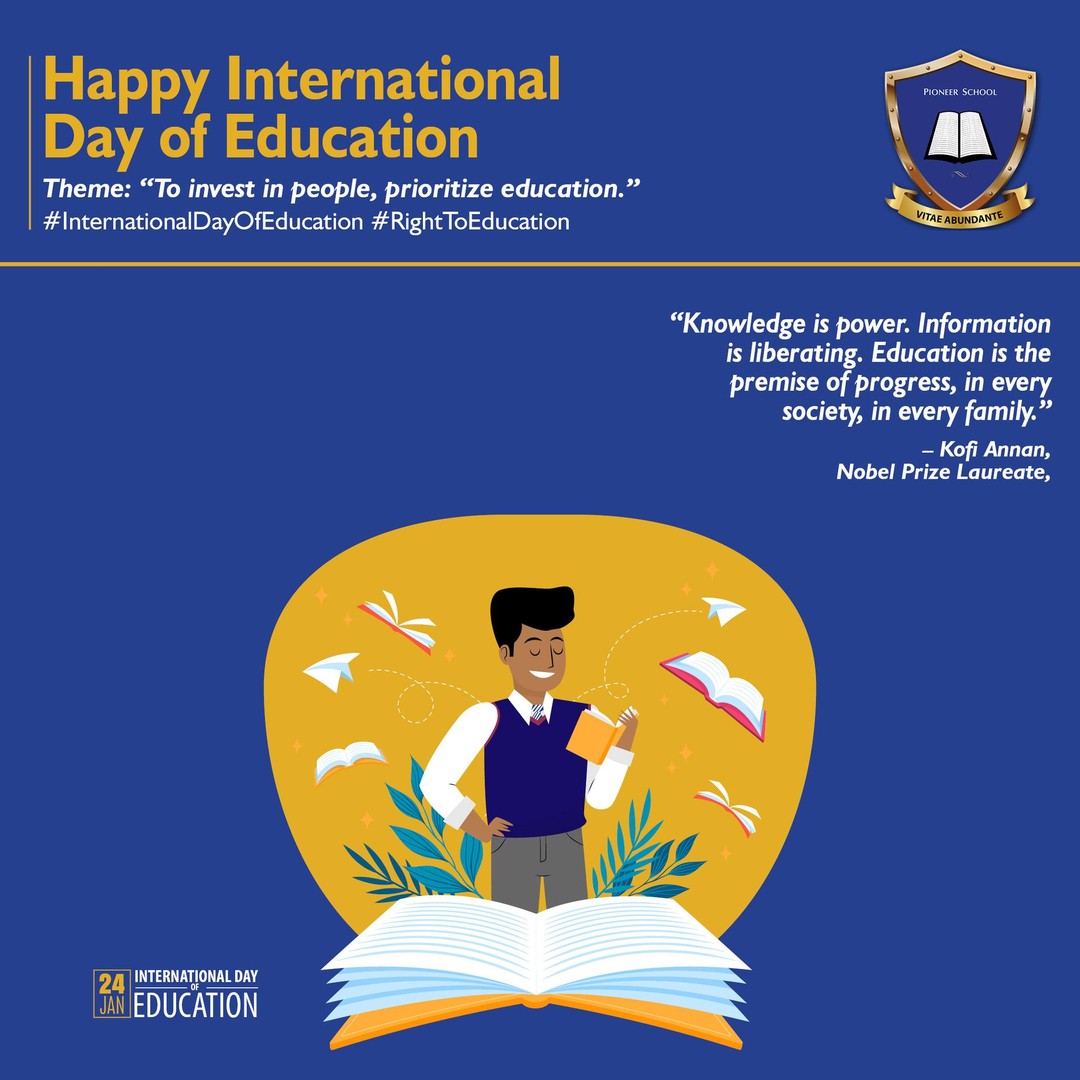 Happy International
Day of Education
Theme: “To invest in people, prioritize education.”
#InternationalDayOfEducation #RightToEducation
PIONEER SCHOOL
VITAE ABUNDANTE
“Knowledge is power. Information
is liberating. Education is the
premise of progress, in every
society, in every family.”
– Kofi Annan,
Nobel Prize Laureate,
24
JAN
INTERNATIONAL DAY
OF
EDUCATION